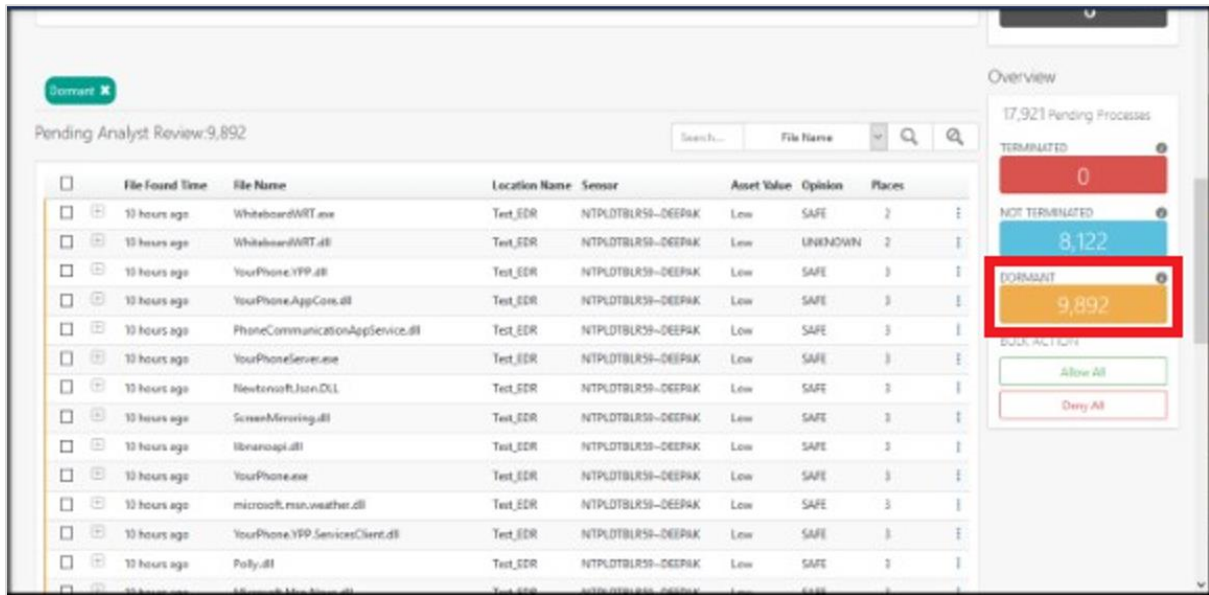 0
Overview
Dormant ✖
17,921 Pending Processes
Pending Analyst Review:9,892
Search...
File Name
TERMINATED
0
NOT TERMINATED
8,122
DORMANT
9,892
BULK ACTION
Allow All
Deny All
File Found Time File Name Location Name Sensor Asset Value Opinion Places
10 hours ago WhiteboardWRT.exe Test_EDR NTPLDTBLR59--DEEPAK Low SAFE 2
10 hours ago WhiteboardWRT.dll Test_EDR NTPLDTBLR59--DEEPAK Low UNKNOWN 2
10 hours ago YourPhone.YPP.dll Test_EDR NTPLDTBLR59--DEEPAK Low SAFE 3
10 hours ago YourPhone.AppCore.dll Test_EDR NTPLDTBLR59--DEEPAK Low SAFE 3
10 hours ago PhoneCommunicationAppService.dll Test_EDR NTPLDTBLR59--DEEPAK Low SAFE 3
10 hours ago YourPhoneServer.exe Test_EDR NTPLDTBLR59--DEEPAK Low SAFE 3
10 hours ago Newtonsoft.Json.DLL Test_EDR NTPLDTBLR59--DEEPAK Low SAFE 3
10 hours ago ScreenMirroring.dll Test_EDR NTPLDTBLR59--DEEPAK Low SAFE 3
10 hours ago libnanoapi.dll Test_EDR NTPLDTBLR59--DEEPAK Low SAFE 3
10 hours ago YourPhone.exe Test_EDR NTPLDTBLR59--DEEPAK Low SAFE 3
10 hours ago microsoft.msn.weather.dll Test_EDR NTPLDTBLR59--DEEPAK Low SAFE 3
10 hours ago YourPhone.YPP.ServicesClient.dll Test_EDR NTPLDTBLR59--DEEPAK Low SAFE 3
10 hours ago Polly.dll Test_EDR NTPLDTBLR59--DEEPAK Low SAFE 3